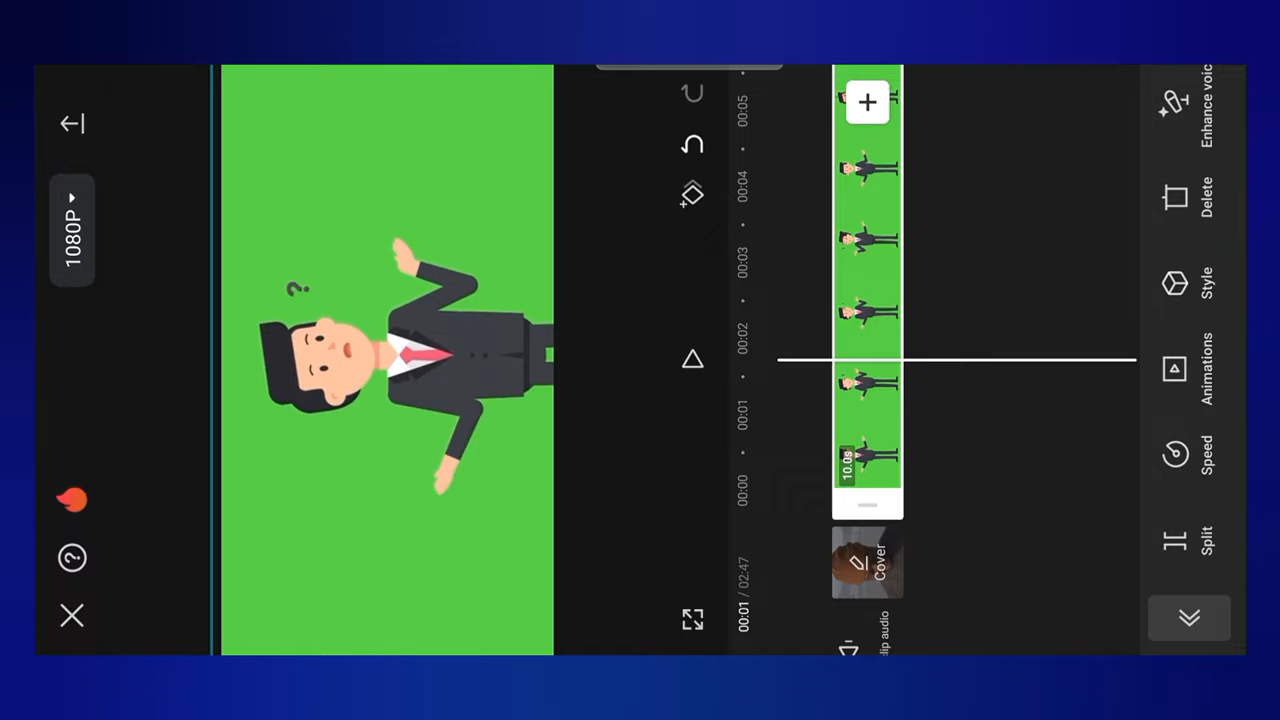 1080P
?
00:01 / 02:47
00:00
00:01
00:02
00:03
00:04
00:05
Cover
10.0s
Split
Speed
Animations
Style
Delete
Enhance voic